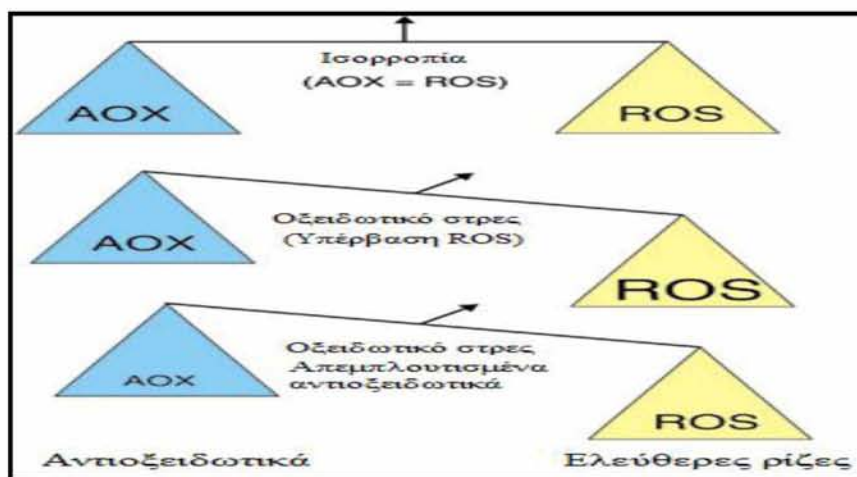 Ισορροπία
(AOX = ROS)
AOX
ROS
Οξειδωτικό στρες
(Υπέρβαση ROS)
AOX
ROS
Οξειδωτικό στρες
Απεμπλουτισμένα
αντιοξειδωτικά
AOX
ROS
Αντιοξειδωτικά
Ελεύθερες ρίζες